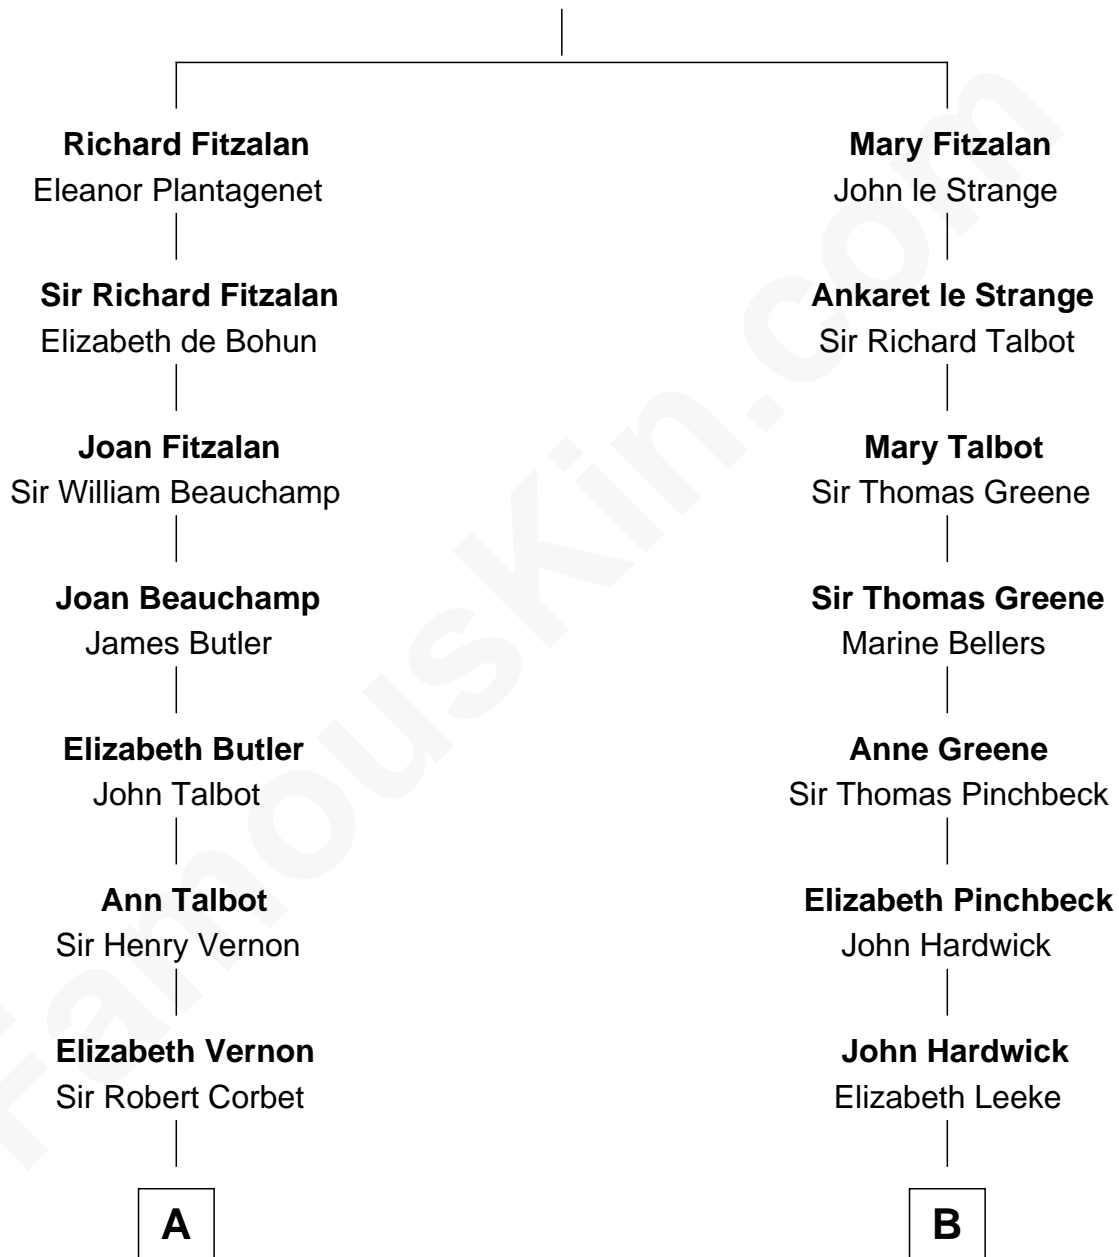 Richard Fitzalan
Eleanor Plantagenet
Sir Richard Fitzalan
Elizabeth de Bohun
Joan Fitzalan
Sir William Beauchamp
Joan Beauchamp
James Butler
Elizabeth Butler
John Talbot
Ann Talbot
Sir Henry Vernon
Elizabeth Vernon
Sir Robert Corbet
A
Mary Fitzalan
John le Strange
Ankaret le Strange
Sir Richard Talbot
Mary Talbot
Sir Thomas Greene
Sir Thomas Greene
Marine Bellers
Anne Greene
Sir Thomas Pinchbeck
Elizabeth Pinchbeck
John Hardwick
John Hardwick
Elizabeth Leeke
B
FamousKin.com